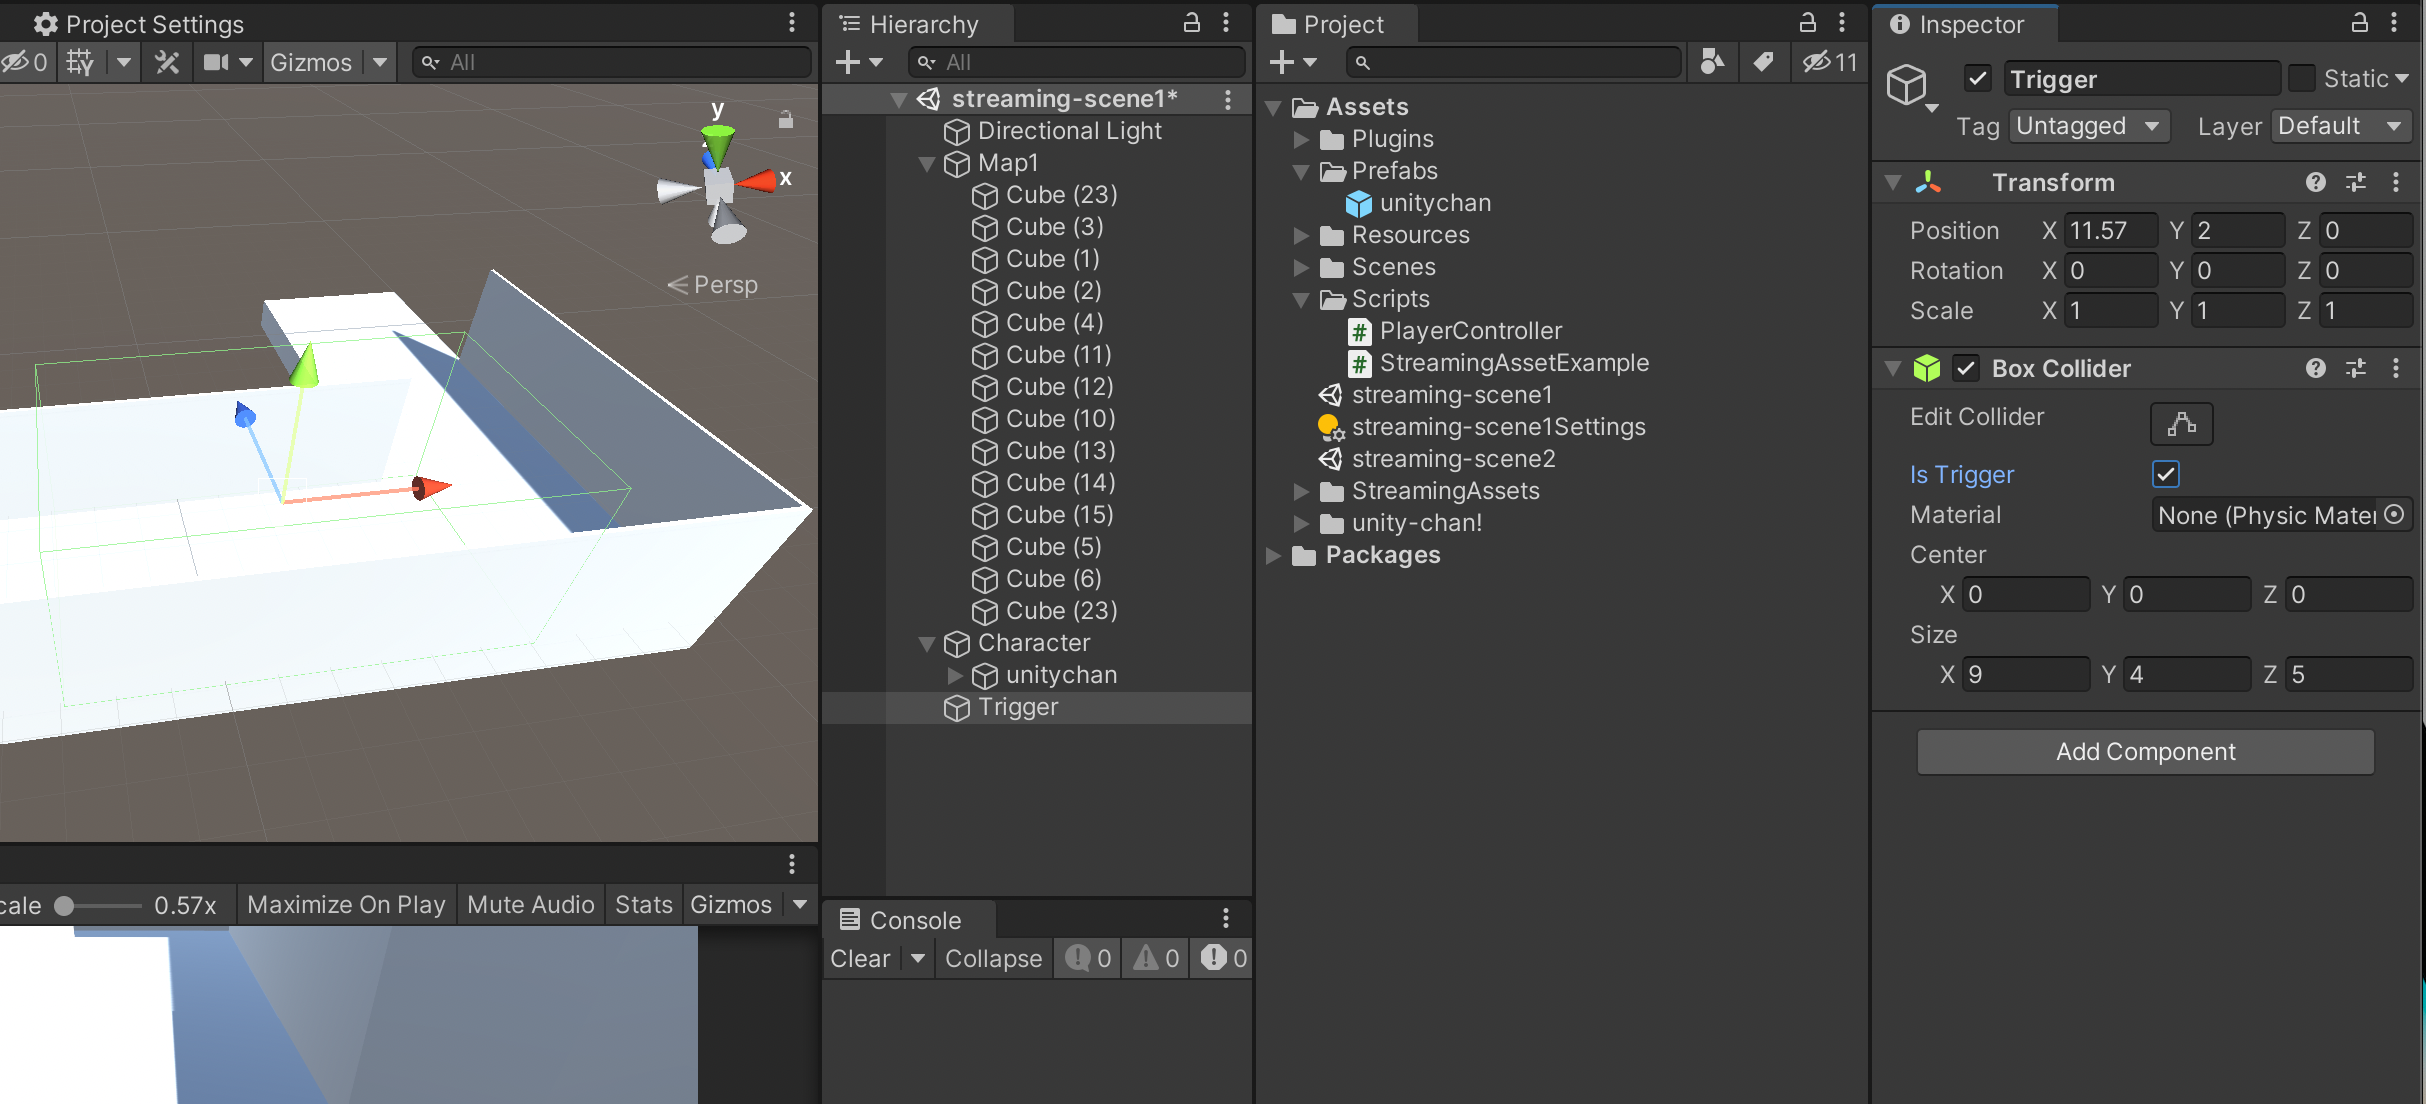 Project Settings
0
Gizmos
All
y
x
Persp
cale
0.57x
Maximize On Play
Mute Audio
Stats
Gizmos
Hierarchy
All
streaming-scene1*
Directional Light
Map1
Cube (23)
Cube (3)
Cube (1)
Cube (2)
Cube (4)
Cube (11)
Cube (12)
Cube (10)
Cube (13)
Cube (14)
Cube (15)
Cube (5)
Cube (6)
Cube (23)
Character
unitychan
Trigger
Console
Clear
Collapse
0
0
0
Project
11
Assets
Plugins
Prefabs
unitychan
Resources
Scenes
Scripts
PlayerController
StreamingAssetExample
streaming-scene1
streaming-scene1Settings
streaming-scene2
StreamingAssets
unity-chan!
Packages
Inspector
Trigger
Static
Tag Untagged Layer Default
Transform
Position X 11.57 Y 2 Z 0
Rotation X 0 Y 0 Z 0
Scale X 1 Y 1 Z 1
Box Collider
Edit Collider
Is Trigger
Material None (Physic Mater
Center
X 0 Y 0 Z 0
Size
X 9 Y 4 Z 5
Add Component